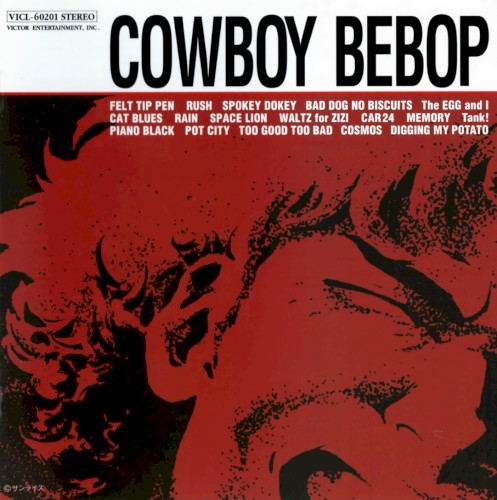 VICL-60201 STEREO
VICTOR ENTERTAINMENT, INC.
COWBOY BEBOP
FELT TIP PEN RUSH SPOKEY DOKEY BAD DOG NO BISCUITS The EGG and I
CAT BLUES RAIN SPACE LION WALTZ for ZIZI CAR 24 MEMORY Tank!
PIANO BLACK POT CITY TOO GOOD TOO BAD COSMOS DIGGING MY POTATO
©サンライズ